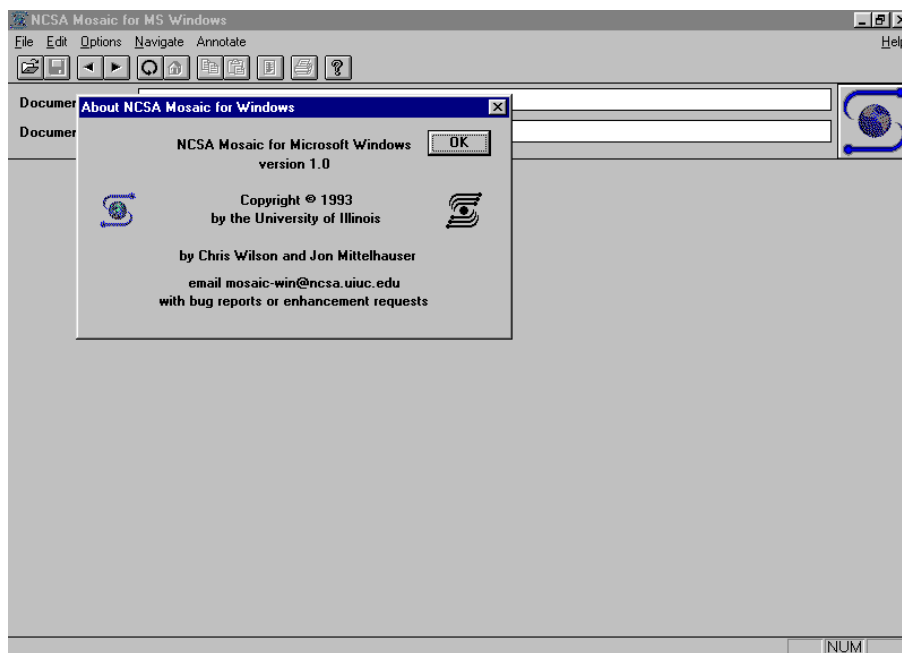 NCSA Mosaic for MS Windows
File Edit Options Navigate Annotate Help
Documen
About NCSA Mosaic for Windows
Documen
NCSA Mosaic for Microsoft Windows
version 1.0
OK
Copyright © 1993
by the University of Illinois
by Chris Wilson and Jon Mittelhauser
email mosaic-win@ncsa.uiuc.edu
with bug reports or enhancement requests
NUM